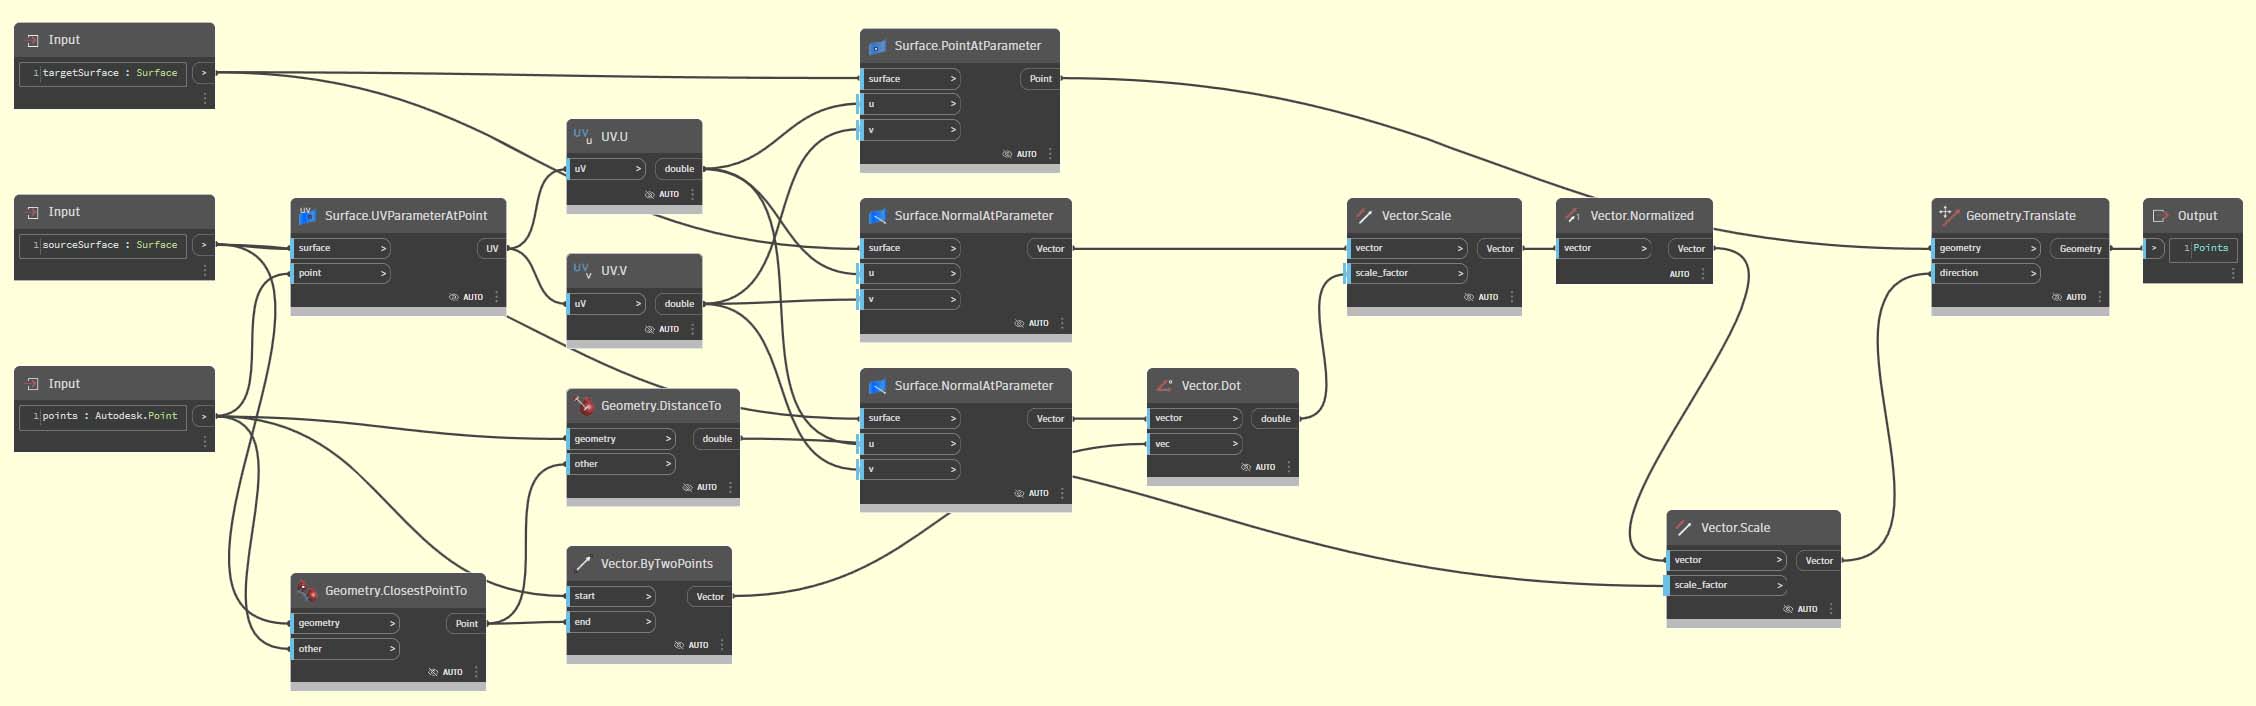 Input
1 targetSurface : Surface >
Input
1 sourceSurface : Surface >
Input
1 points : Autodesk.Point >
UV Surface.UVParameterAtPoint
surface > UV
point >
AUTO
Geometry.ClosestPointTo
geometry > Point
other >
AUTO
UV U UV.U
uV > double
AUTO
UV V UV.V
uV > double
AUTO
Geometry.DistanceTo
geometry > double
other >
AUTO
Vector.ByTwoPoints
start > Vector
end >
AUTO
Surface.PointAtParameter
surface > Point
u >
v >
AUTO
Surface.NormalAtParameter
surface > Vector
u >
v >
AUTO
Surface.NormalAtParameter
surface > Vector
u >
v >
AUTO
Vector.Dot
vector > double
vec >
AUTO
Vector.Scale
vector > Vector
scale_factor >
AUTO
1 Vector.Normalized
vector > Vector
AUTO
Vector.Scale
vector > Vector
scale_factor >
AUTO
Geometry.Translate
geometry > Geometry
direction >
AUTO
Output
> 1 Points